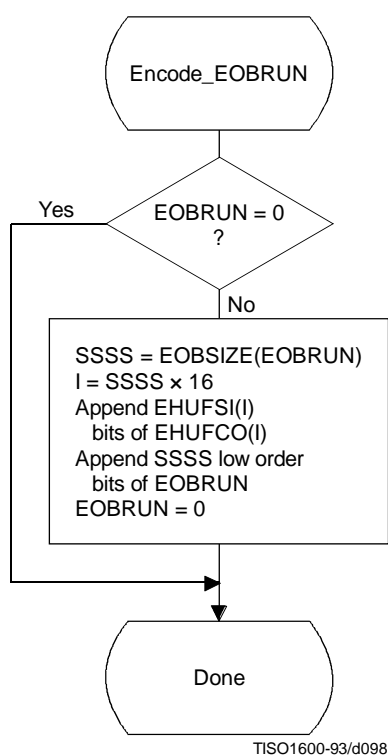 Encode_EOBRUN
EOBRUN = 0
?
Yes
No
SSSS = EOBSIZE(EOBRUN)
I = SSSS × 16
Append EHUFSI(I)
bits of EHUFCO(I)
Append SSSS low order
bits of EOBRUN
EOBRUN = 0
Done
TISO1600-93/d098